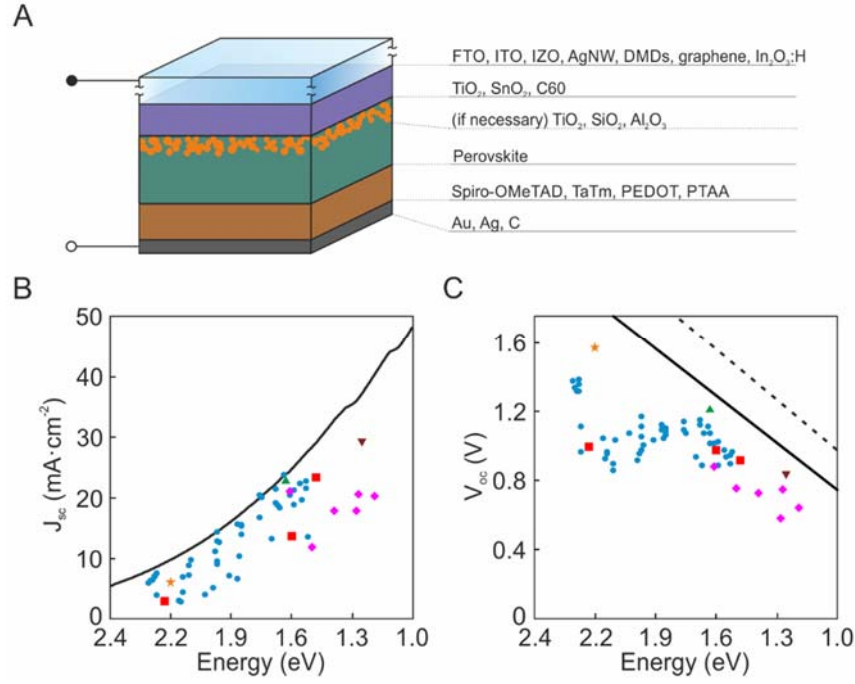 A
FTO, ITO, IZO, AgNW, DMDs, graphene, In₂O₃:H
TiO₂, SnO₂, C60
(if necessary) TiO₂, SiO₂, Al₂O₃
Perovskite
Spiro-OMeTAD, TaTm, PEDOT, PTAA
Au, Ag, C
B
50
40
30
20
10
0
J_sc (mA·cm⁻²)
2.4 2.2 1.9 1.6 1.3 1.0
Energy (eV)
C
1.6
1.2
0.8
0.4
0.0
V_oc (V)
2.4 2.2 1.9 1.6 1.3 1.0
Energy (eV)